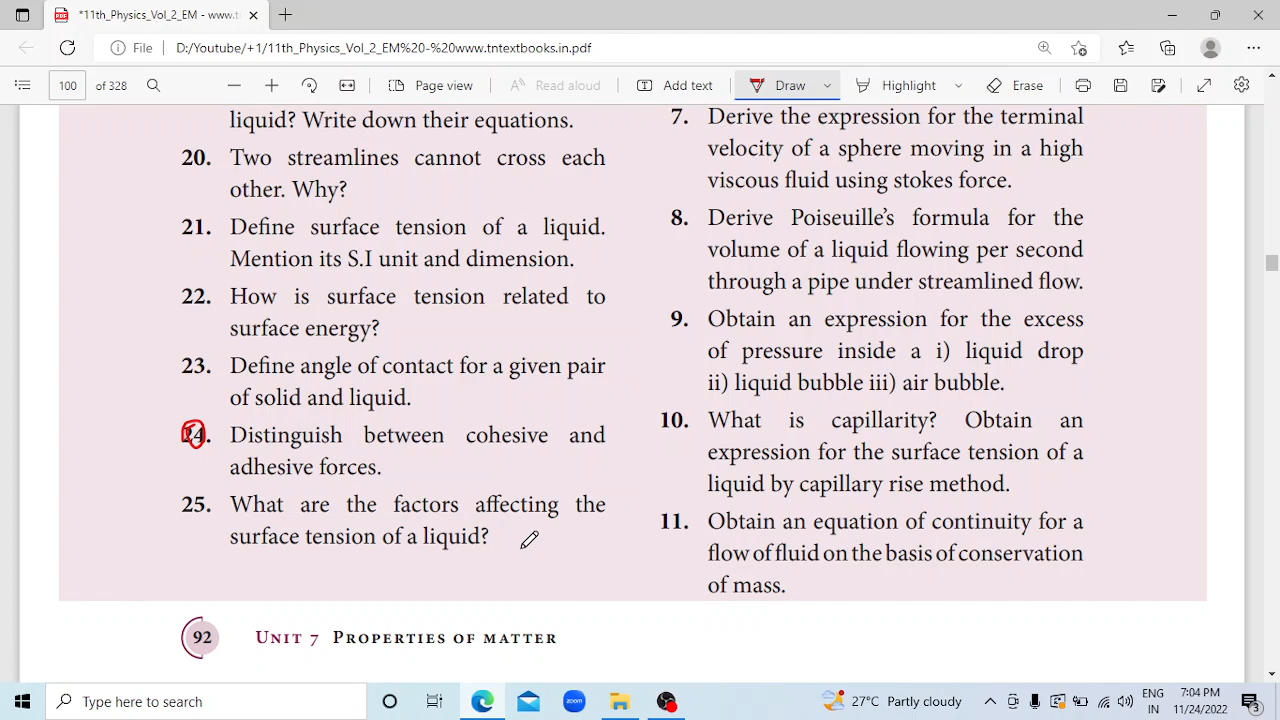 *11th_Physics_Vol_2_EM - www.tn
File
D:/Youtube/+1/11th_Physics_Vol_2_EM%20-%20www.tntextbooks.in.pdf
100 of 328
Page view
Read aloud
Add text
Draw
Highlight
Erase
liquid? Write down their equations.
20. Two streamlines cannot cross each
other. Why?
21. Define surface tension of a liquid.
Mention its S.I unit and dimension.
22. How is surface tension related to
surface energy?
23. Define angle of contact for a given pair
of solid and liquid.
24. Distinguish between cohesive and
adhesive forces.
25. What are the factors affecting the
surface tension of a liquid?
7. Derive the expression for the terminal
velocity of a sphere moving in a high
viscous fluid using stokes force.
8. Derive Poiseuille's formula for the
volume of a liquid flowing per second
through a pipe under streamlined flow.
9. Obtain an expression for the excess
of pressure inside a i) liquid drop
ii) liquid bubble iii) air bubble.
10. What is capillarity? Obtain an
expression for the surface tension of a
liquid by capillary rise method.
11. Obtain an equation of continuity for a
flow of fluid on the basis of conservation
of mass.
92 UNIT 7 PROPERTIES OF MATTER
Type here to search
zoom
27°C Partly cloudy
ENG
IN
7:04 PM
11/24/2022
3